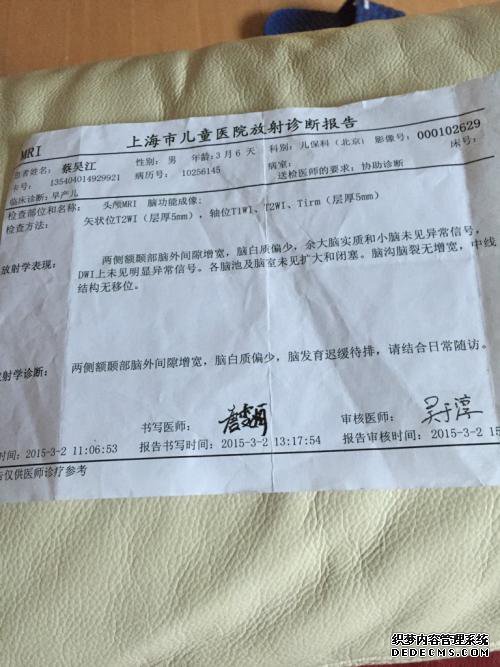 上海市儿童医院放射诊断报告
MRI
患者姓名: 蔡昊江 性别: 男 年龄: 3月6天 科别: 儿保科(北京) 影像号: 000102629
卡号: 135404014929921 病历号: 10256145 病室: 床号:
临床诊断: 早产儿 送检医师的要求: 协助诊断
检查部位和名称: 头颅MRI 脑功能成像:
检查方法: 矢状位T2WI(层厚5mm),轴位T1WI、T2WI、Tirm(层厚5mm)
放射学表现: 两侧额颞部脑外间隙增宽,脑白质偏少,余大脑实质和小脑未见异常信号,
DWI上未见明显异常信号。各脑池及脑室未见扩大和闭塞。脑沟脑裂无增宽,中线
结构无移位。
放射学诊断: 两侧额颞部脑外间隙增宽,脑白质偏少,脑发育迟缓待排,请结合日常随访。
书写医师: 审核医师:
时间: 2015-3-2 11:06:53 报告书写时间: 2015-3-2 13:17:54 报告审核时间: 2015-3-2 15
告仅供医师诊疗参考
织梦内容管理系统
DEDECMS.COM